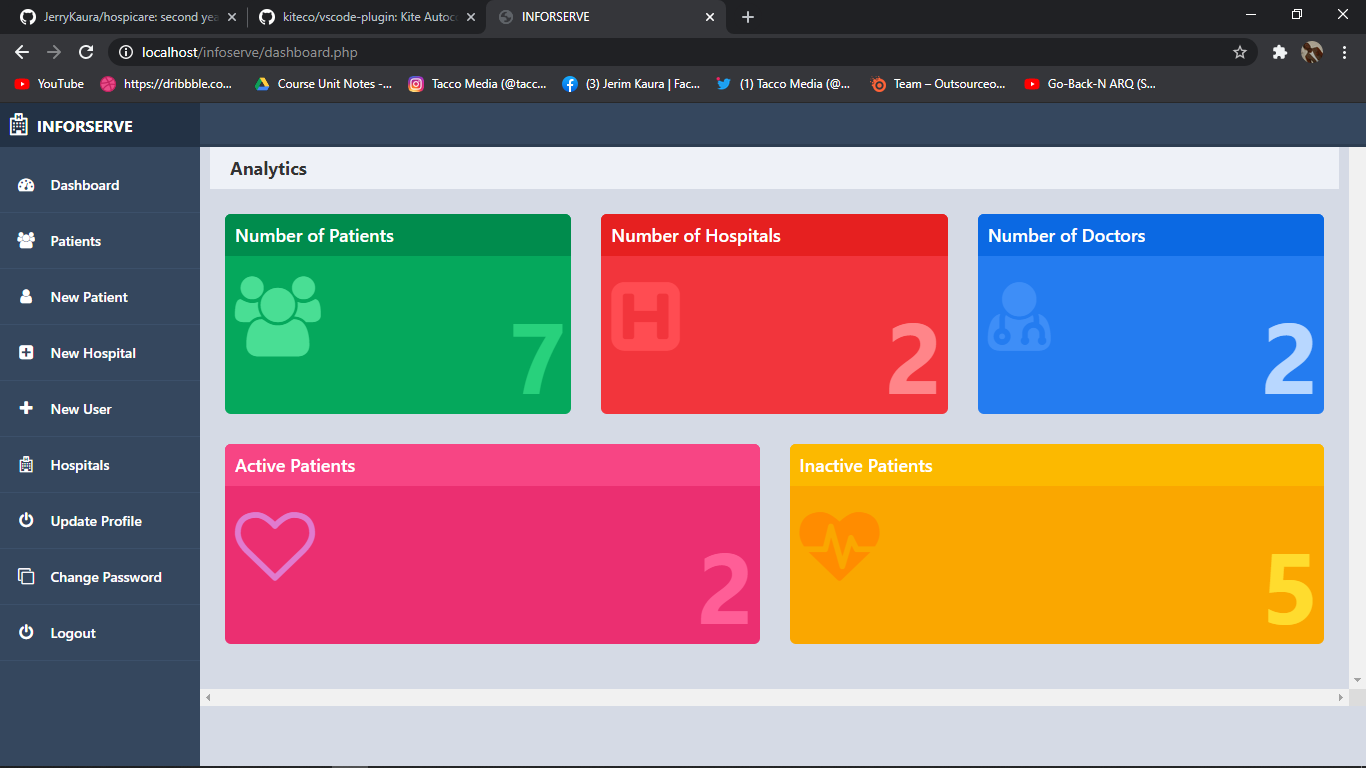 JerryKaura/hospicare: second yea
kiteco/vscode-plugin: Kite Autoco
INFORSERVE
localhost/infoserve/dashboard.php
YouTube
https://dribbble.co...
Course Unit Notes -...
Tacco Media (@tacc...
(3) Jerim Kaura | Fac...
(1) Tacco Media (@...
Team – Outsourceo...
Go-Back-N ARQ (S...
INFORSERVE
Dashboard
Patients
New Patient
New Hospital
New User
Hospitals
Update Profile
Change Password
Logout
Analytics
Number of Patients
7
Number of Hospitals
H
2
Number of Doctors
2
Active Patients
2
Inactive Patients
5